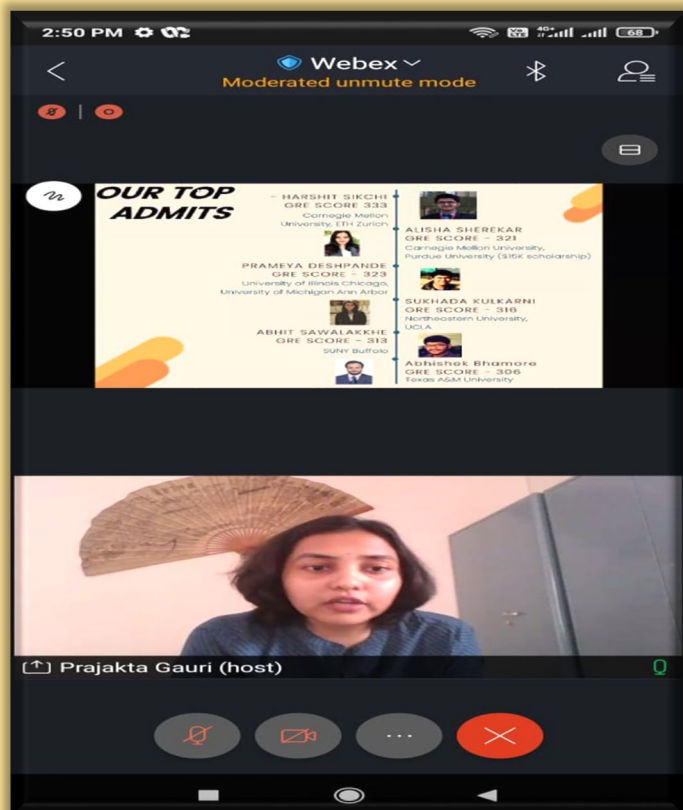 2:50 PM
4G+
68
Webex
Moderated unmute mode
OUR TOP
ADMITS
- HARSHIT SIKCHI
GRE SCORE 333
Carnegie Mellon
University, ETH Zurich
ALISHA SHEREKAR
GRE SCORE - 321
Carnegie Mellon University,
Purdue University ($15K scholarship)
PRAMEYA DESHPANDE
GRE SCORE - 323
University of Illinois Chicago,
University of Michigan Ann Arbor
SUKHADA KULKARNI
GRE SCORE - 316
Northeastern University,
UCLA
ABHIT SAWALAKKHE
GRE SCORE - 313
SUNY Buffalo
Abhishek Bhamore
GRE SCORE - 306
Texas A&M University
Prajakta Gauri (host)